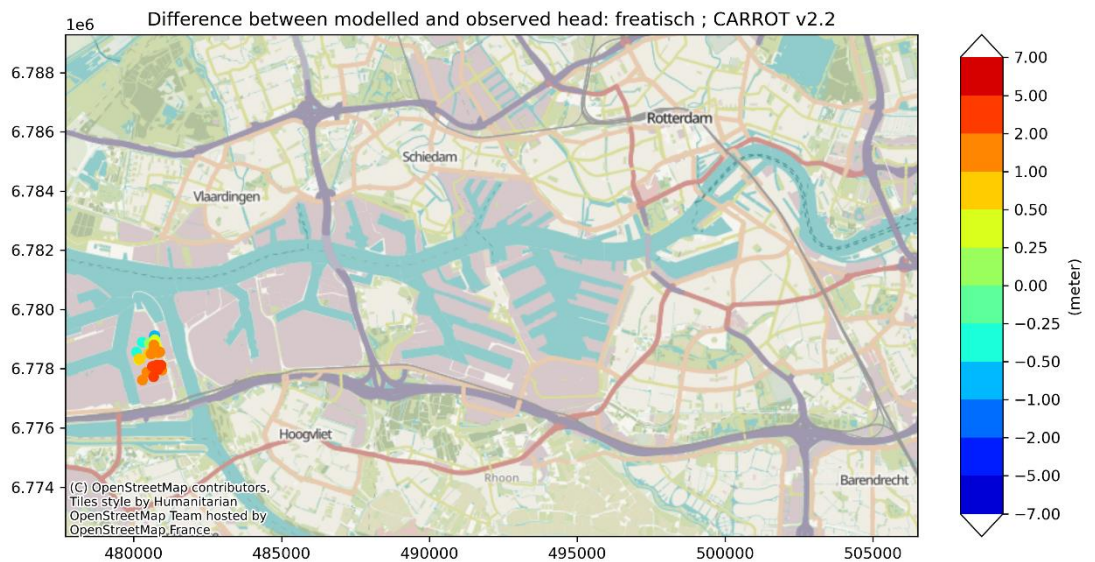 Difference between modelled and observed head: freatisch ; CARROT v2.2
1e6
6.788
6.786
6.784
6.782
6.780
6.778
6.776
6.774
Rotterdam
Schiedam
Vlaardingen
Hoogvliet
Rhoon
Barendrecht
(C) OpenStreetMap contributors,
Tiles style by Humanitarian
OpenStreetMap Team hosted by
OpenStreetMap France
480000
485000
490000
495000
500000
505000
7.00
5.00
2.00
1.00
0.50
0.25
0.00
−0.25
−0.50
−1.00
−2.00
−5.00
−7.00
(meter)